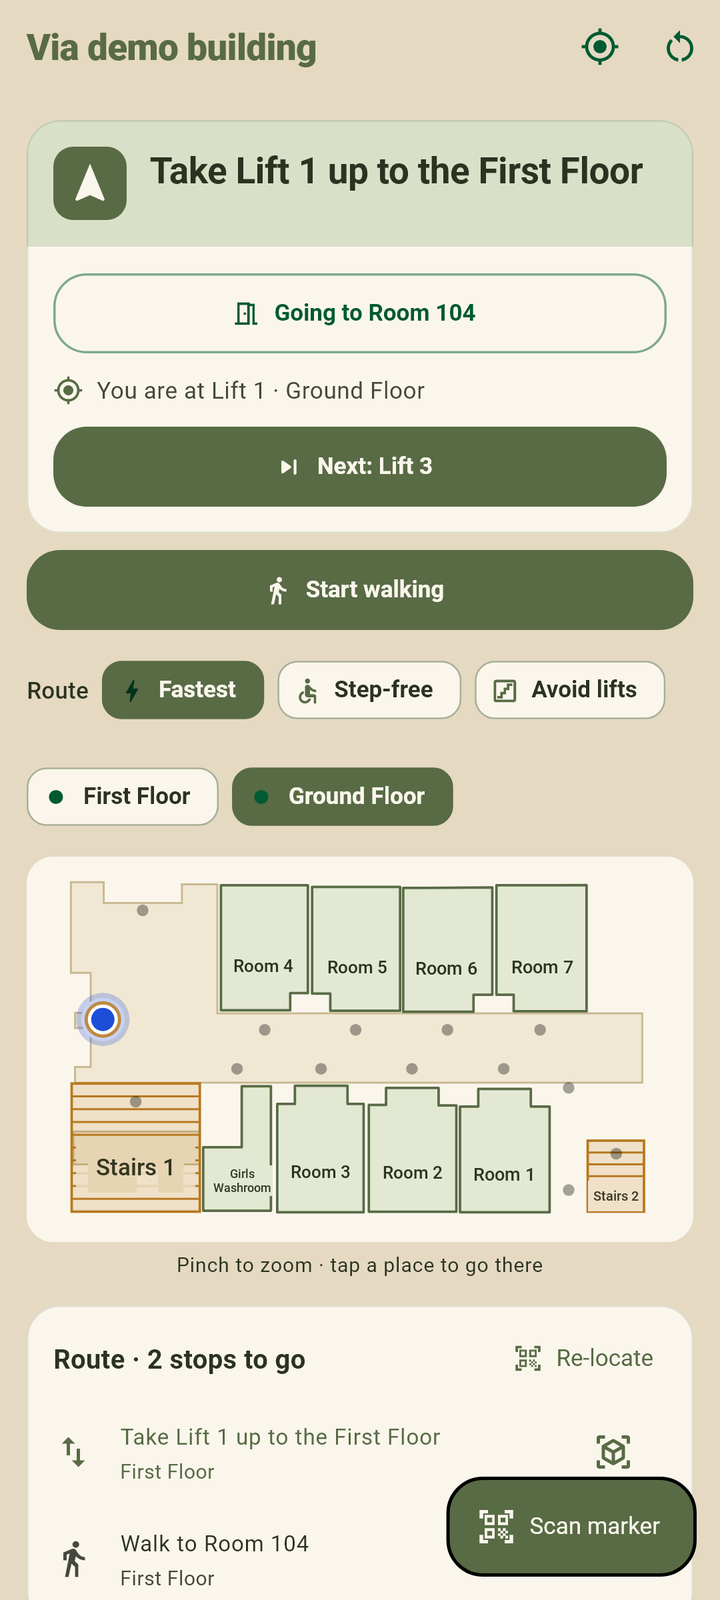 Via demo building
Take Lift 1 up to the First Floor
Going to Room 104
You are at Lift 1 · Ground Floor
Next: Lift 3
Start walking
Route
Fastest
Step-free
Avoid lifts
First Floor
Ground Floor
Room 4
Room 5
Room 6
Room 7
Stairs 1
Girls
Washroom
Room 3
Room 2
Room 1
Stairs 2
Pinch to zoom · tap a place to go there
Route · 2 stops to go
Re-locate
Take Lift 1 up to the First Floor
First Floor
Scan marker
Walk to Room 104
First Floor